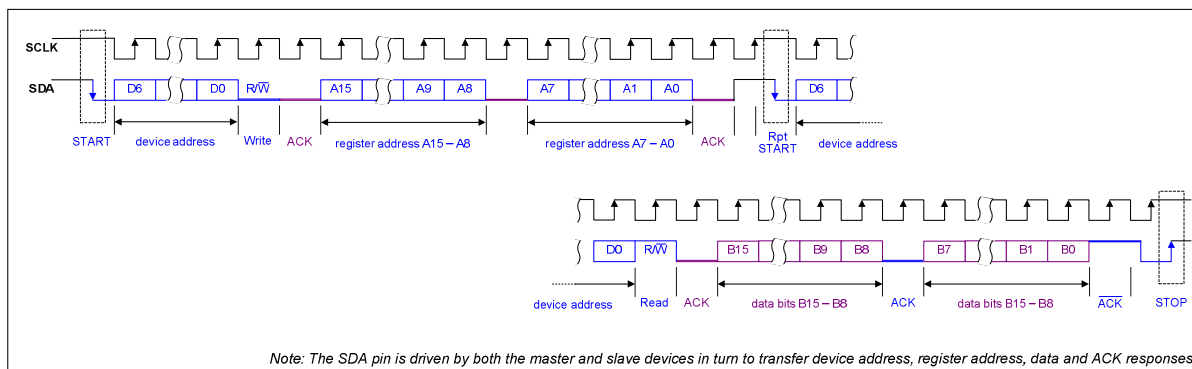 SCLK
SDA D6 D0 R/W̅ A15 A9 A8 A7 A1 A0 D6
START device address Write ACK register address A15 – A8 register address A7 – A0 ACK Rpt START device address
D0 R/W̅ B15 B9 B8 B7 B1 B0
device address Read ACK data bits B15 – B8 ACK data bits B15 – B8 A̅C̅K̅ STOP
Note: The SDA pin is driven by both the master and slave devices in turn to transfer device address, register address, data and ACK responses